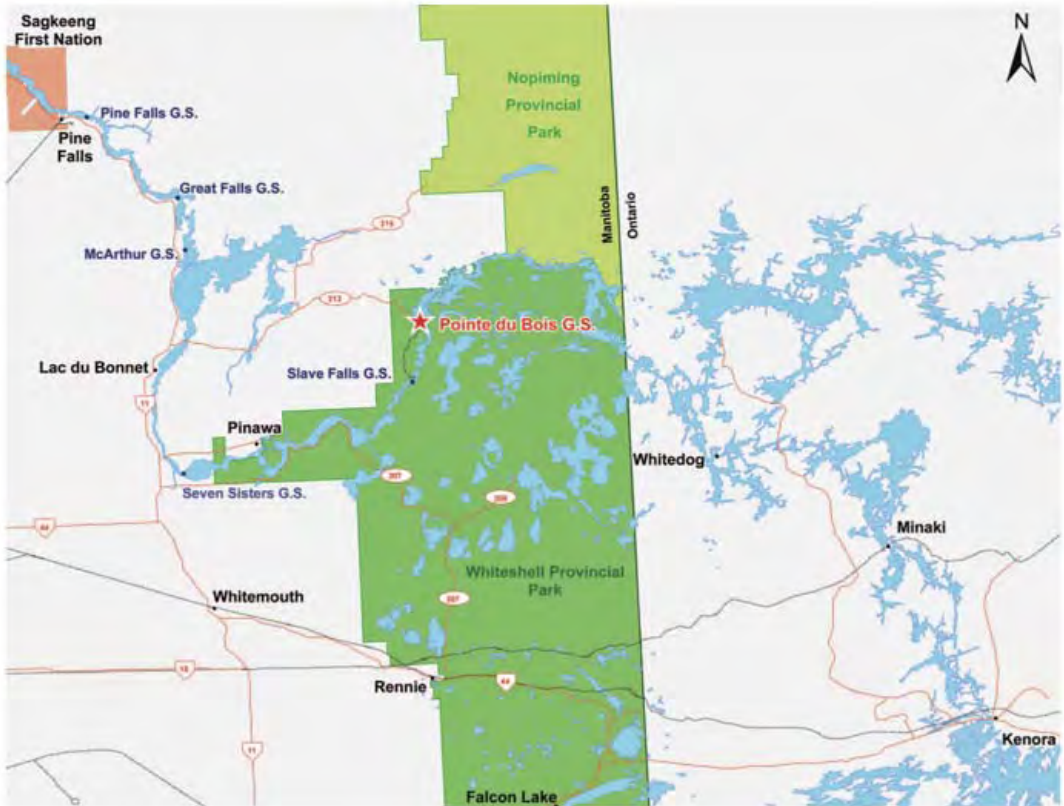 Sagkeeng
First Nation
N
Nopiming
Provincial
Park
Pine Falls G.S.
Pine
Falls
Great Falls G.S.
Manitoba
Ontario
McArthur G.S.
315
313
Pointe du Bois G.S.
Lac du Bonnet
Slave Falls G.S.
11
Pinawa
Whitedog
307
309
Seven Sisters G.S.
44
Minaki
Whiteshell Provincial
Park
Whitemouth
307
15
Rennie
44
Kenora
11
Falcon Lake